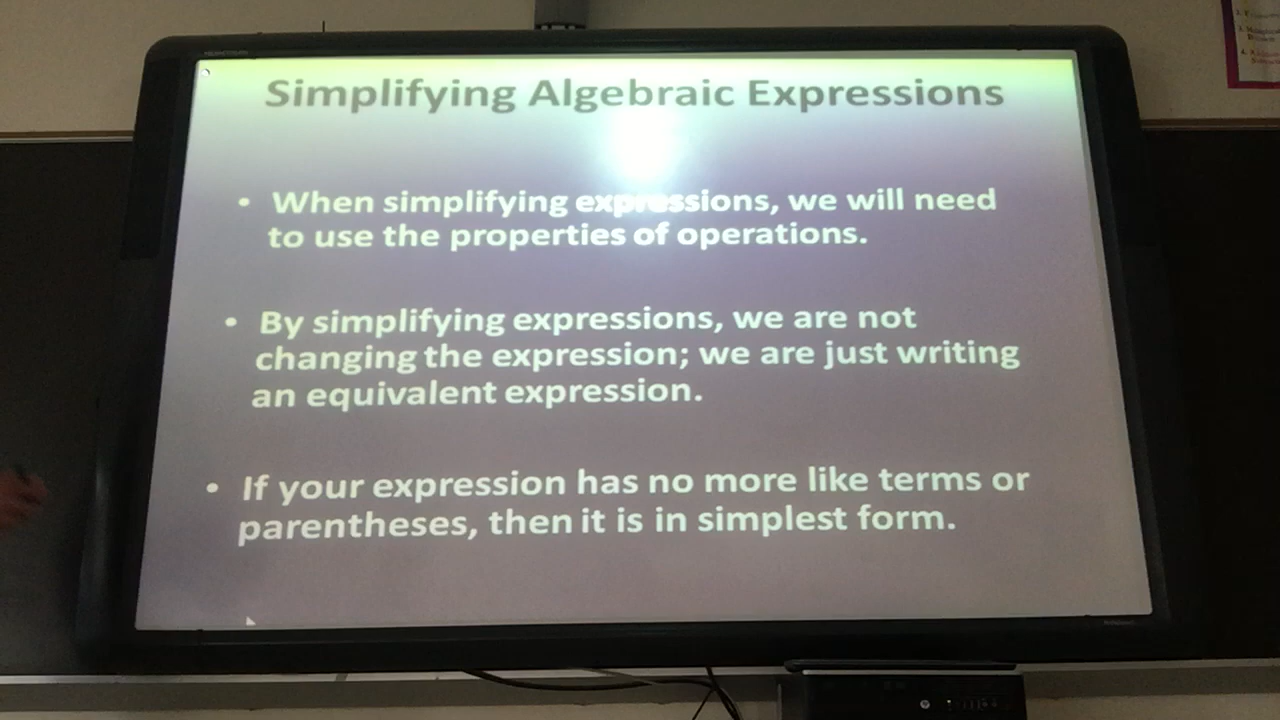 Simplifying Algebraic Expressions
• When simplifying expressions, we will need
to use the properties of operations.
• By simplifying expressions, we are not
changing the expression; we are just writing
an equivalent expression.
• If your expression has no more like terms or
parentheses, then it is in simplest form.
hp